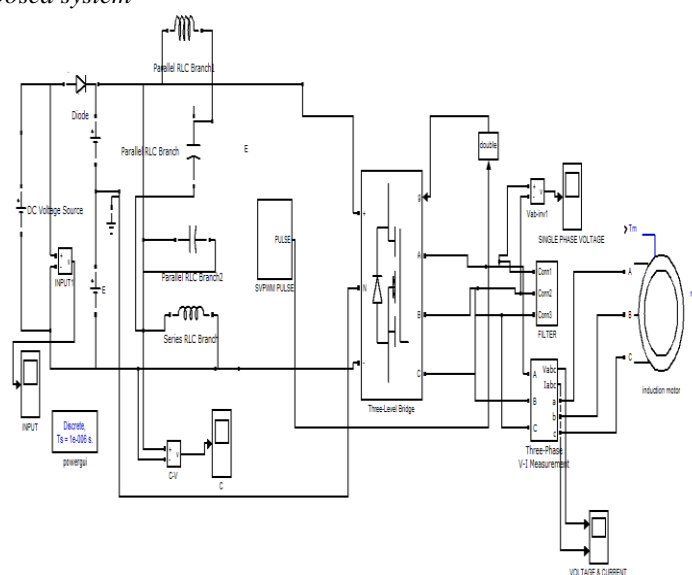 osed system
Parallel RLC Branch1
Diode
Parallel RLC Branch
E
double
+
v
-
Vab-inv1
DC Voltage Source
SINGLE PHASE VOLTAGE
Tm
+
g
PULSE
A
Conn1
A
INPUT1
E
Parallel RLC Branch2
SVPWM PULSE
N
Conn2
B
B
Conn3
FILTER
Series RLC Branch
C
-
C
Vabc
Iabc
A
a
induction motor
INPUT
Discrete,
Ts = 1e-006 s.
powergui
Three-Level Bridge
B
b
C
c
C-V
C
Three-Phase
V-I Measurement
VOLTAGE & CURRENT